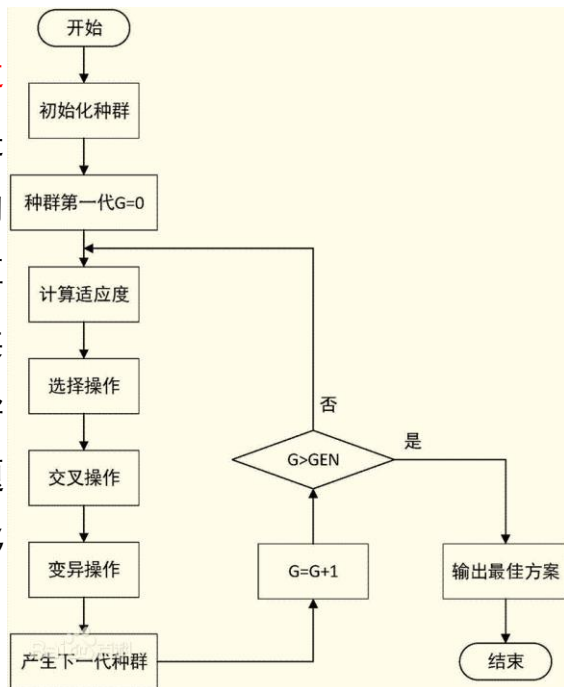 开始
初始化种群
种群第一代G=0
计算适应度
选择操作
交叉操作
变异操作
产生下一代种群
G=G+1
G>GEN
否
是
输出最佳方案
结束